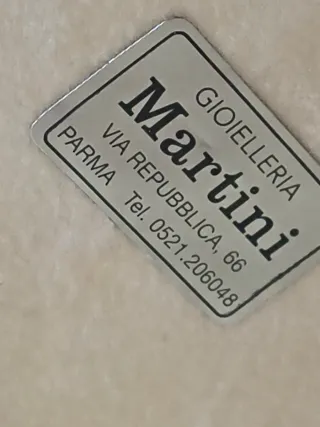 GIOIELLERIA
Martini
VIA REPUBBLICA, 66
PARMA Tel. 0521.206048